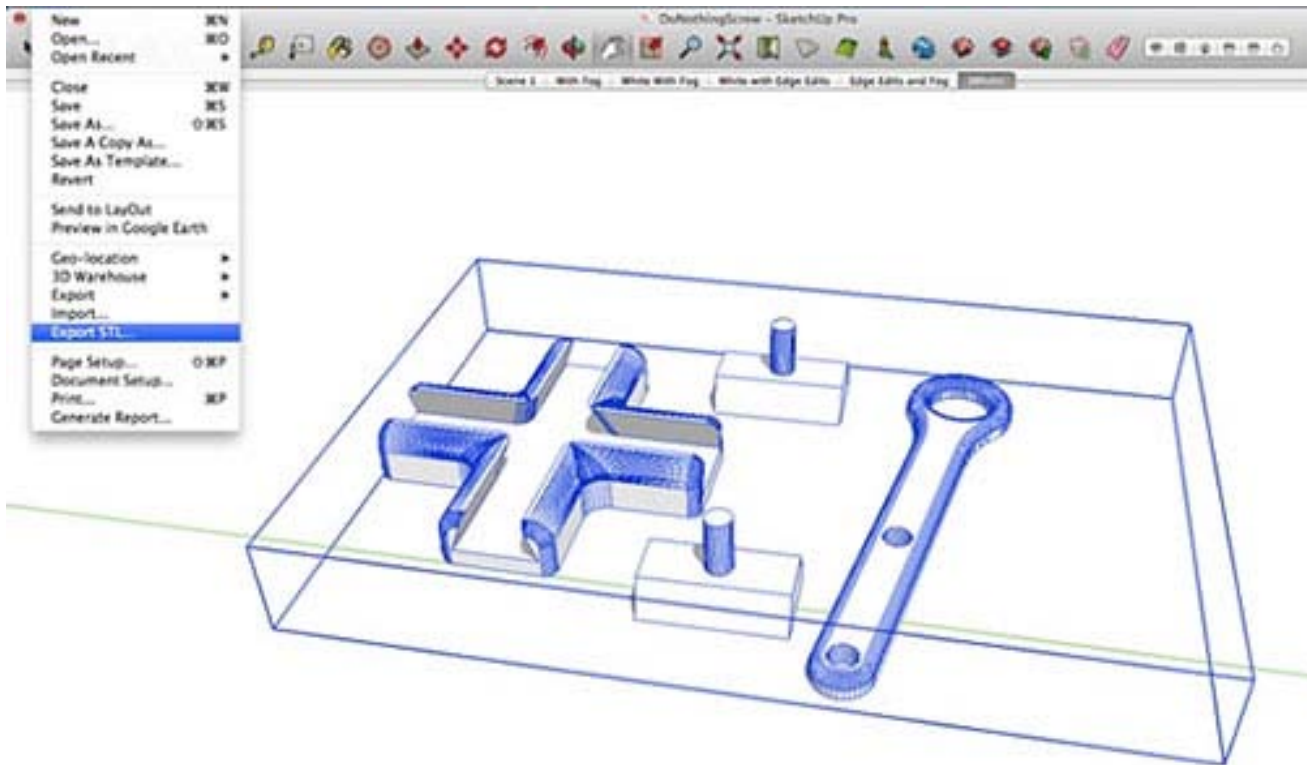 DoNothingScrew - SketchUp Pro
Scene 1 With Fog White With Fog White with Edge Edits Edge Edits and Fog
New ⌘N
Open... ⌘O
Open Recent
Close ⌘W
Save ⌘S
Save As... ⇧⌘S
Save A Copy As...
Save As Template...
Revert
Send to LayOut
Preview in Google Earth
Geo-location
3D Warehouse
Export
Import...
Export STL...
Page Setup... ⇧⌘P
Document Setup...
Print... ⌘P
Generate Report...